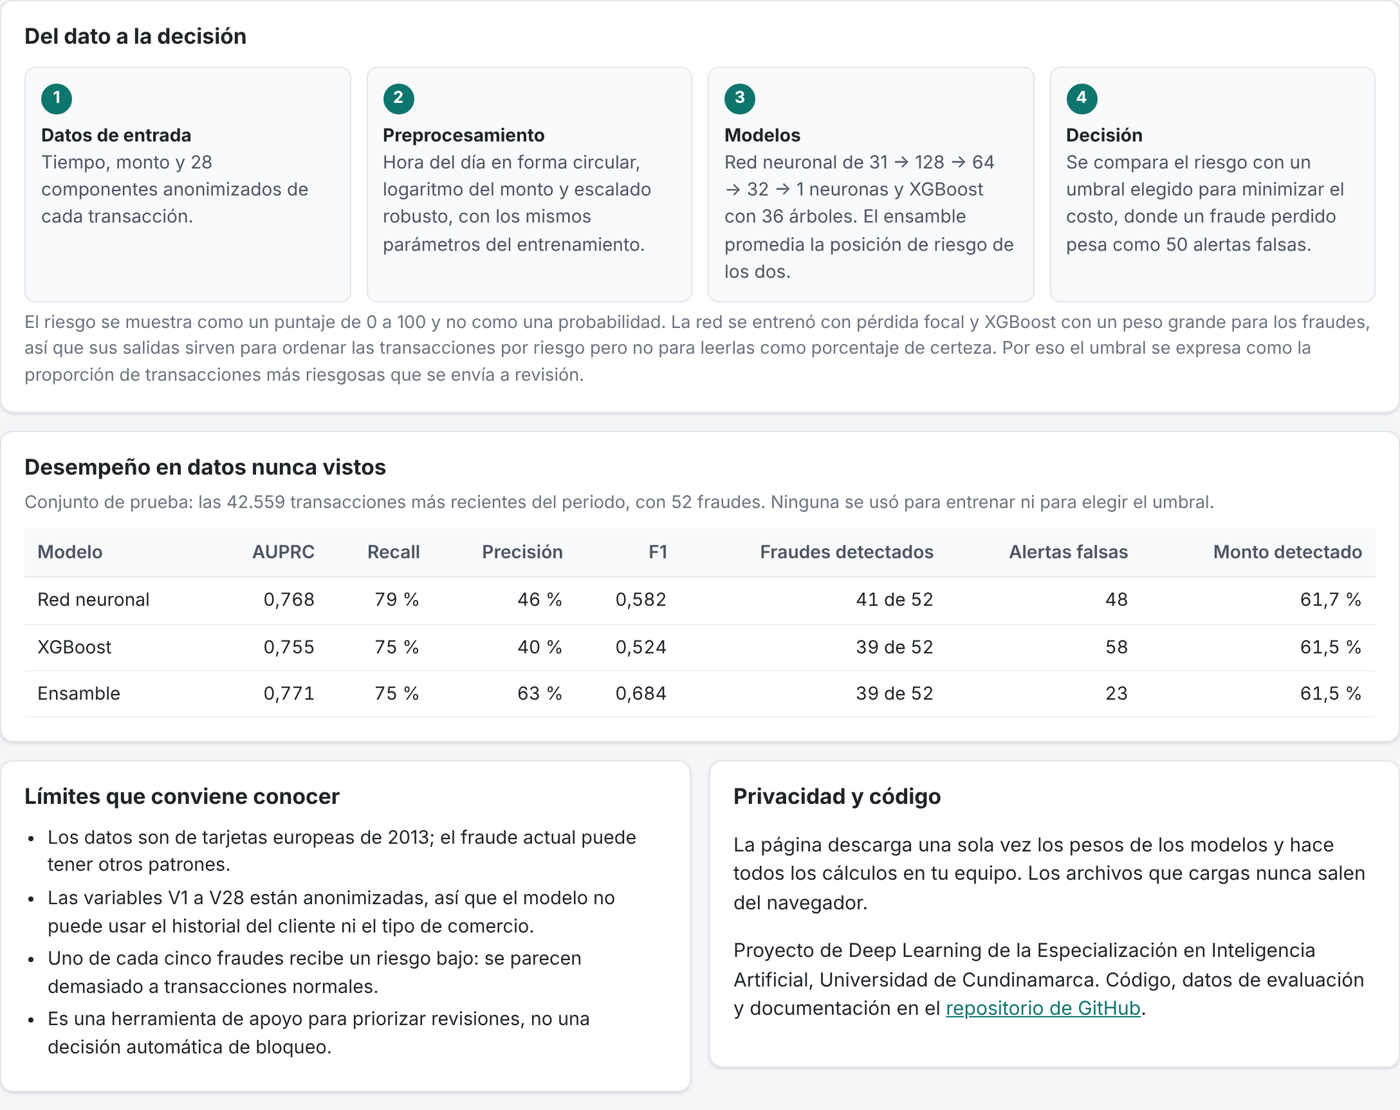 Del dato a la decisión
1
Datos de entrada
Tiempo, monto y 28
componentes anonimizados de
cada transacción.
2
Preprocesamiento
Hora del día en forma circular,
logaritmo del monto y escalado
robusto, con los mismos
parámetros del entrenamiento.
3
Modelos
Red neuronal de 31 → 128 → 64
→ 32 → 1 neuronas y XGBoost
con 36 árboles. El ensamble
promedia la posición de riesgo de
los dos.
4
Decisión
Se compara el riesgo con un
umbral elegido para minimizar el
costo, donde un fraude perdido
pesa como 50 alertas falsas.
El riesgo se muestra como un puntaje de 0 a 100 y no como una probabilidad. La red se entrenó con pérdida focal y XGBoost con un peso grande para los fraudes,
así que sus salidas sirven para ordenar las transacciones por riesgo pero no para leerlas como porcentaje de certeza. Por eso el umbral se expresa como la
proporción de transacciones más riesgosas que se envía a revisión.
Desempeño en datos nunca vistos
Conjunto de prueba: las 42.559 transacciones más recientes del periodo, con 52 fraudes. Ninguna se usó para entrenar ni para elegir el umbral.
Modelo AUPRC Recall Precisión F1 Fraudes detectados Alertas falsas Monto detectado
Red neuronal 0,768 79 % 46 % 0,582 41 de 52 48 61,7 %
XGBoost 0,755 75 % 40 % 0,524 39 de 52 58 61,5 %
Ensamble 0,771 75 % 63 % 0,684 39 de 52 23 61,5 %
Límites que conviene conocer
• Los datos son de tarjetas europeas de 2013; el fraude actual puede
tener otros patrones.
• Las variables V1 a V28 están anonimizadas, así que el modelo no
puede usar el historial del cliente ni el tipo de comercio.
• Uno de cada cinco fraudes recibe un riesgo bajo: se parecen
demasiado a transacciones normales.
• Es una herramienta de apoyo para priorizar revisiones, no una
decisión automática de bloqueo.
Privacidad y código
La página descarga una sola vez los pesos de los modelos y hace
todos los cálculos en tu equipo. Los archivos que cargas nunca salen
del navegador.
Proyecto de Deep Learning de la Especialización en Inteligencia
Artificial, Universidad de Cundinamarca. Código, datos de evaluación
y documentación en el repositorio de GitHub.